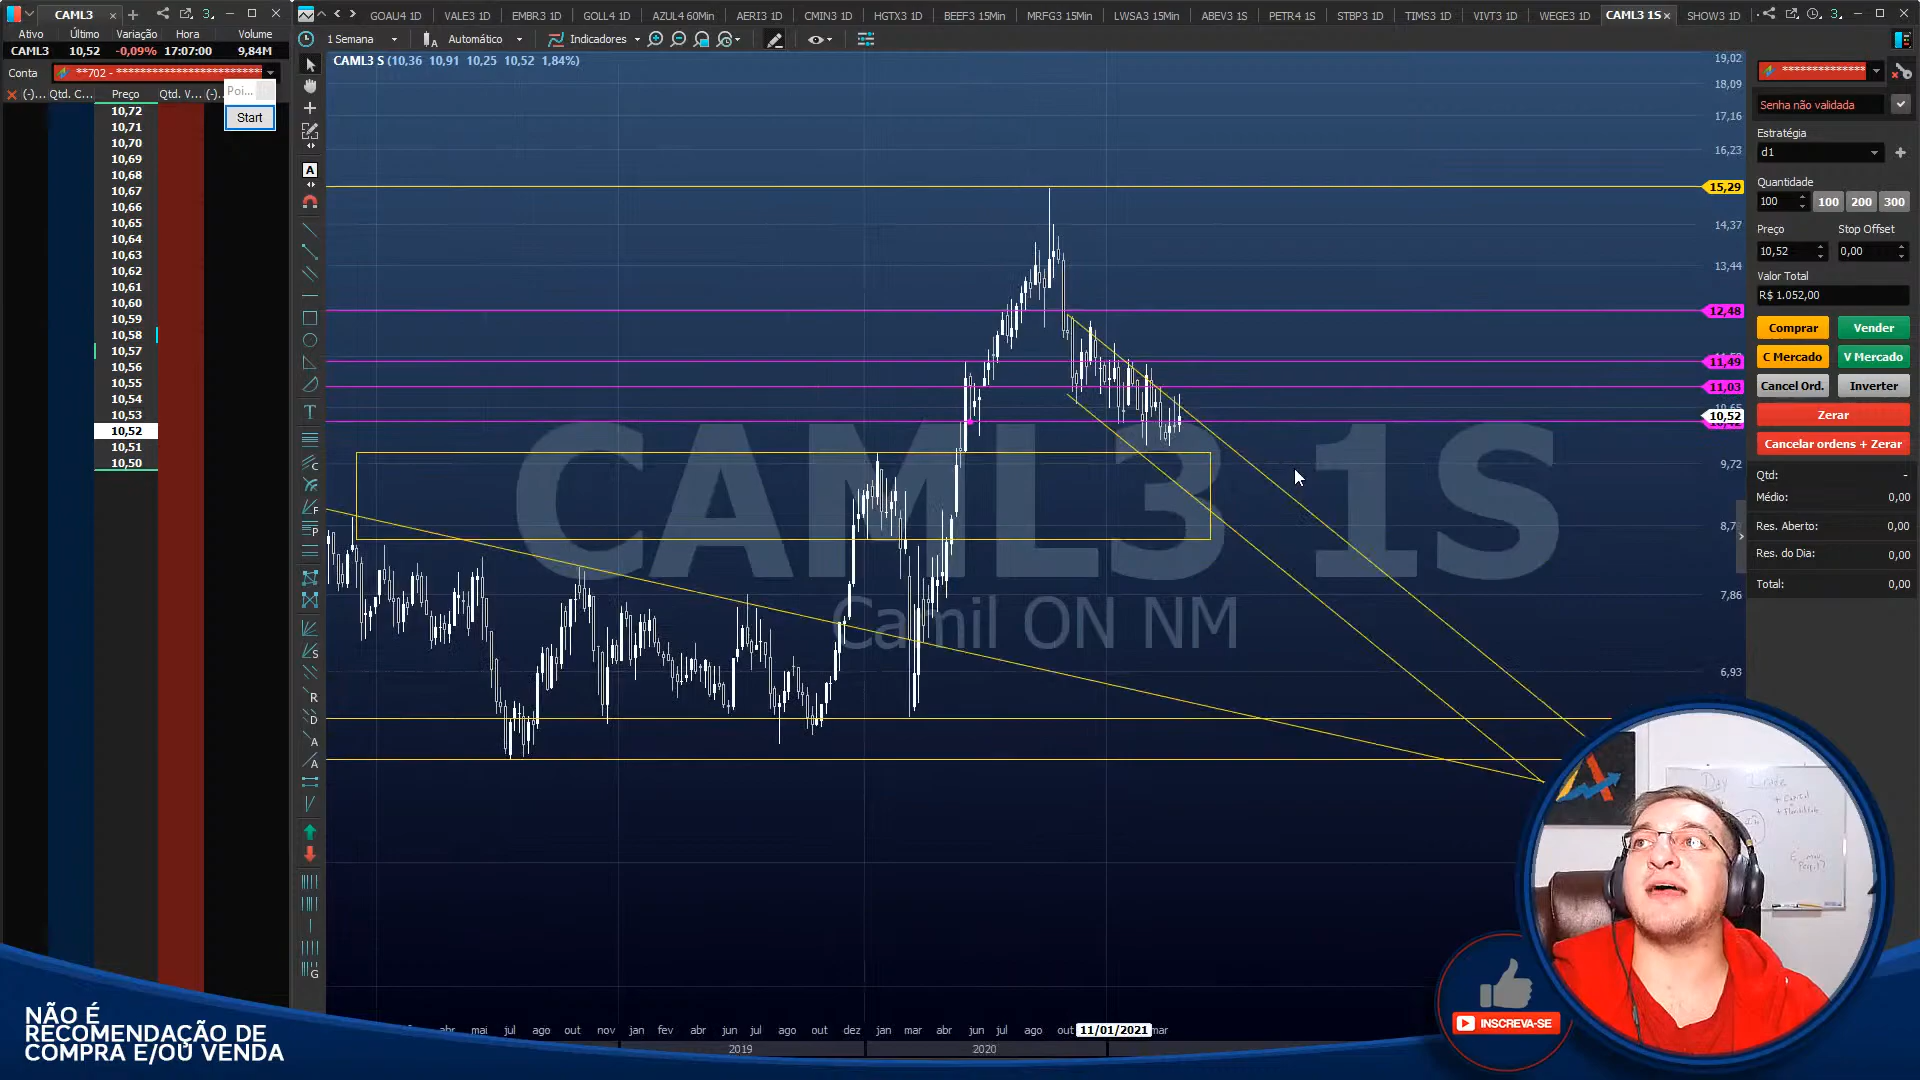 CAML3
Ativo Último Variação Hora Volume
CAML3 10,52 -0,09% 17:07:00 9,84M
Conta **702 - **************************
(-)... Qtd. C... Preço Qtd. V... (-)...
Poi...
Start
10,72
10,71
10,70
10,69
10,68
10,67
10,66
10,65
10,64
10,63
10,62
10,61
10,60
10,59
10,58
10,57
10,56
10,55
10,54
10,53
10,52
10,51
10,50
GOAU4 1D VALE3 1D EMBR3 1D GOLL4 1D AZUL4 60Min AERI3 1D CMIN3 1D HGTX3 1D BEEF3 15Min MRFG3 15Min LWSA3 15Min ABEV3 1S PETR4 1S STBP3 1D TIMS3 1D VIVT3 1D WEGE3 1D CAML3 1S SHOW3 1D
1 Semana Automático Indicadores
CAML3 S (10,36 10,91 10,25 10,52 1,84%)
CAML3 1S
Camil ON NM
19,02
18,09
17,16
16,23
15,29
14,37
13,44
12,48
11,49
11,03
10,52
9,72
7,86
6,93
abr mai jul ago out nov jan fev abr jun jul ago out dez jan mar abr jun jul ago out 11/01/2021 mar
2019 2020
***************
Senha não validada
Estratégia
d1
Quantidade
100 100 200 300
Preço Stop Offset
10,52 0,00
Valor Total
R$ 1.052,00
Comprar Vender
C Mercado V Mercado
Cancel Ord. Inverter
Zerar
Cancelar ordens + Zerar
Qtd: -
Médio: 0,00
Res. Aberto: 0,00
Res. do Dia: 0,00
Total: 0,00
NÃO É
RECOMENDAÇÃO DE
COMPRA E/OU VENDA
INSCREVA-SE